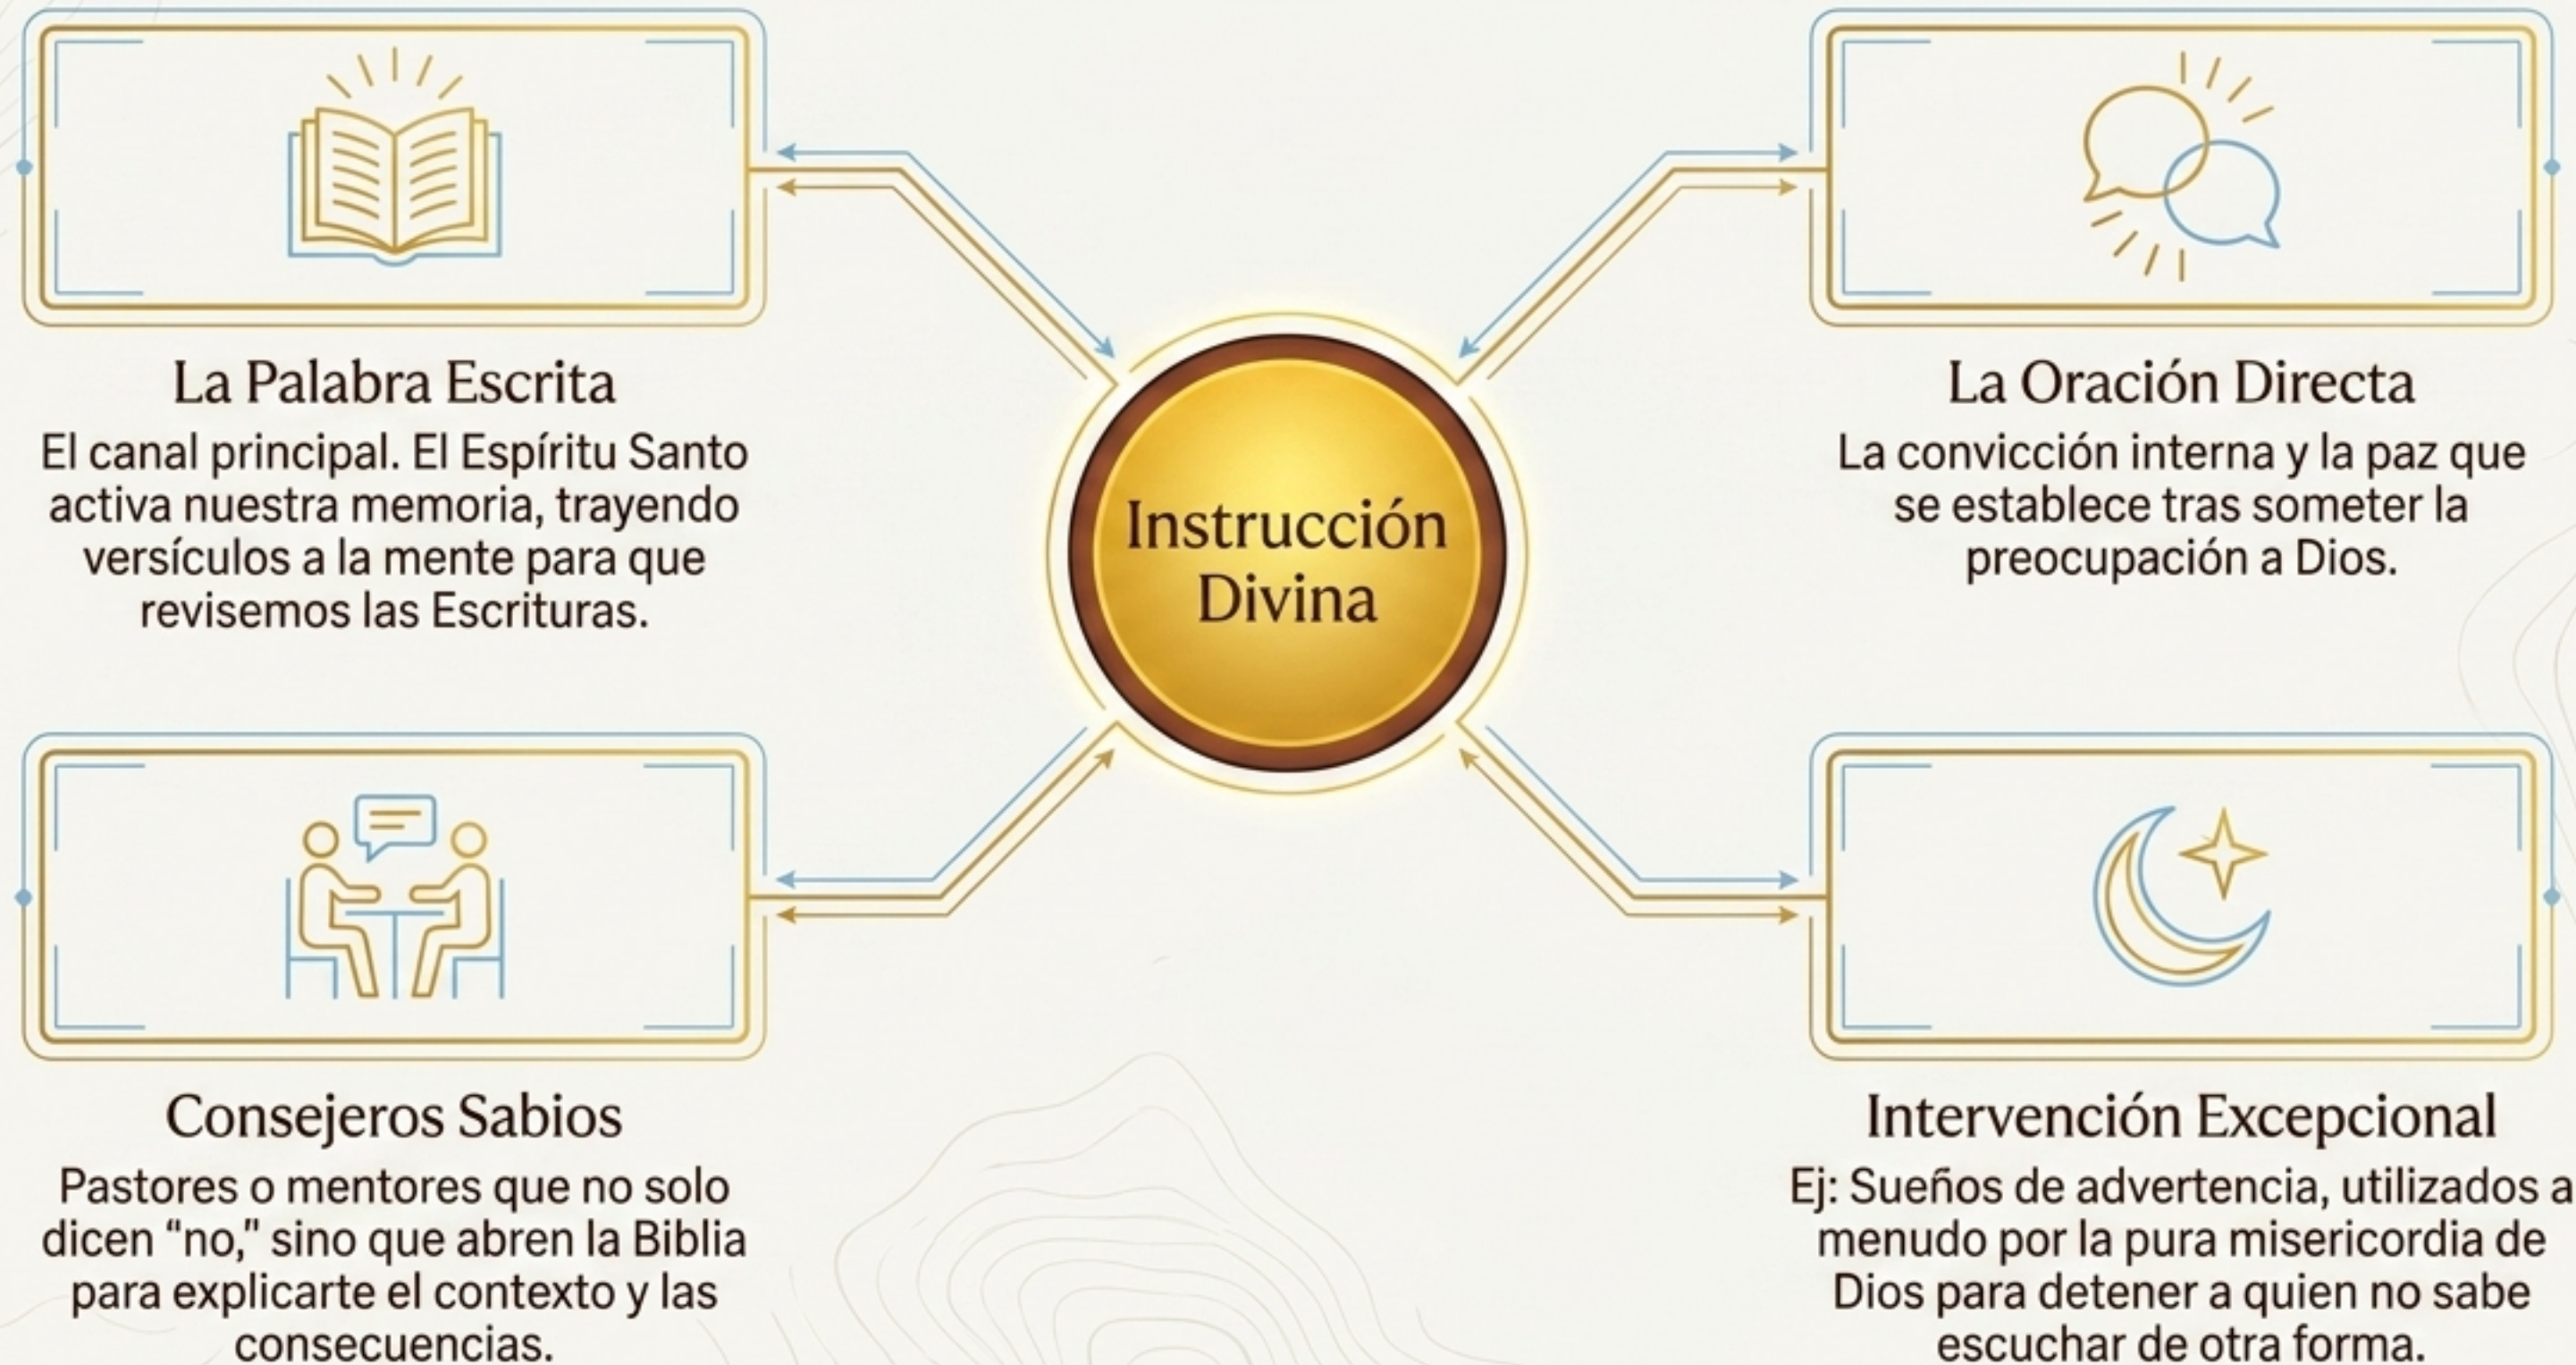 La Palabra Escrita
El canal principal. El Espíritu Santo
activa nuestra memoria, trayendo
versículos a la mente para que
revisemos las Escrituras.
La Oración Directa
La convicción interna y la paz que
se establece tras someter la
preocupación a Dios.
Instrucción
Divina
Consejeros Sabios
Pastores o mentores que no solo
dicen “no,” sino que abren la Biblia
para explicarte el contexto y las
consecuencias.
Intervención Excepcional
Ej: Sueños de advertencia, utilizados a
menudo por la pura misericordia de
Dios para detener a quien no sabe
escuchar de otra forma.